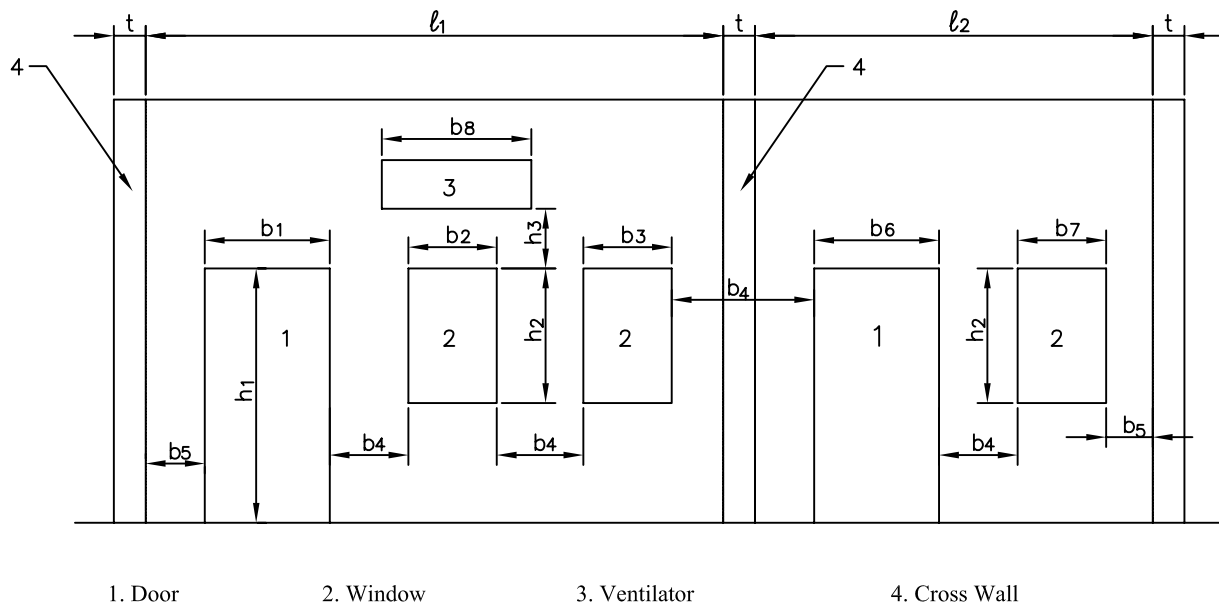 t ℓ1 t ℓ2 t
4 4
b8
3
h3
b1 b2 b3 b6 b7
b4
1 2 h2 2 1 h2 2
h1
b5 b4 b4 b4 b5
1. Door 2. Window 3. Ventilator 4. Cross Wall